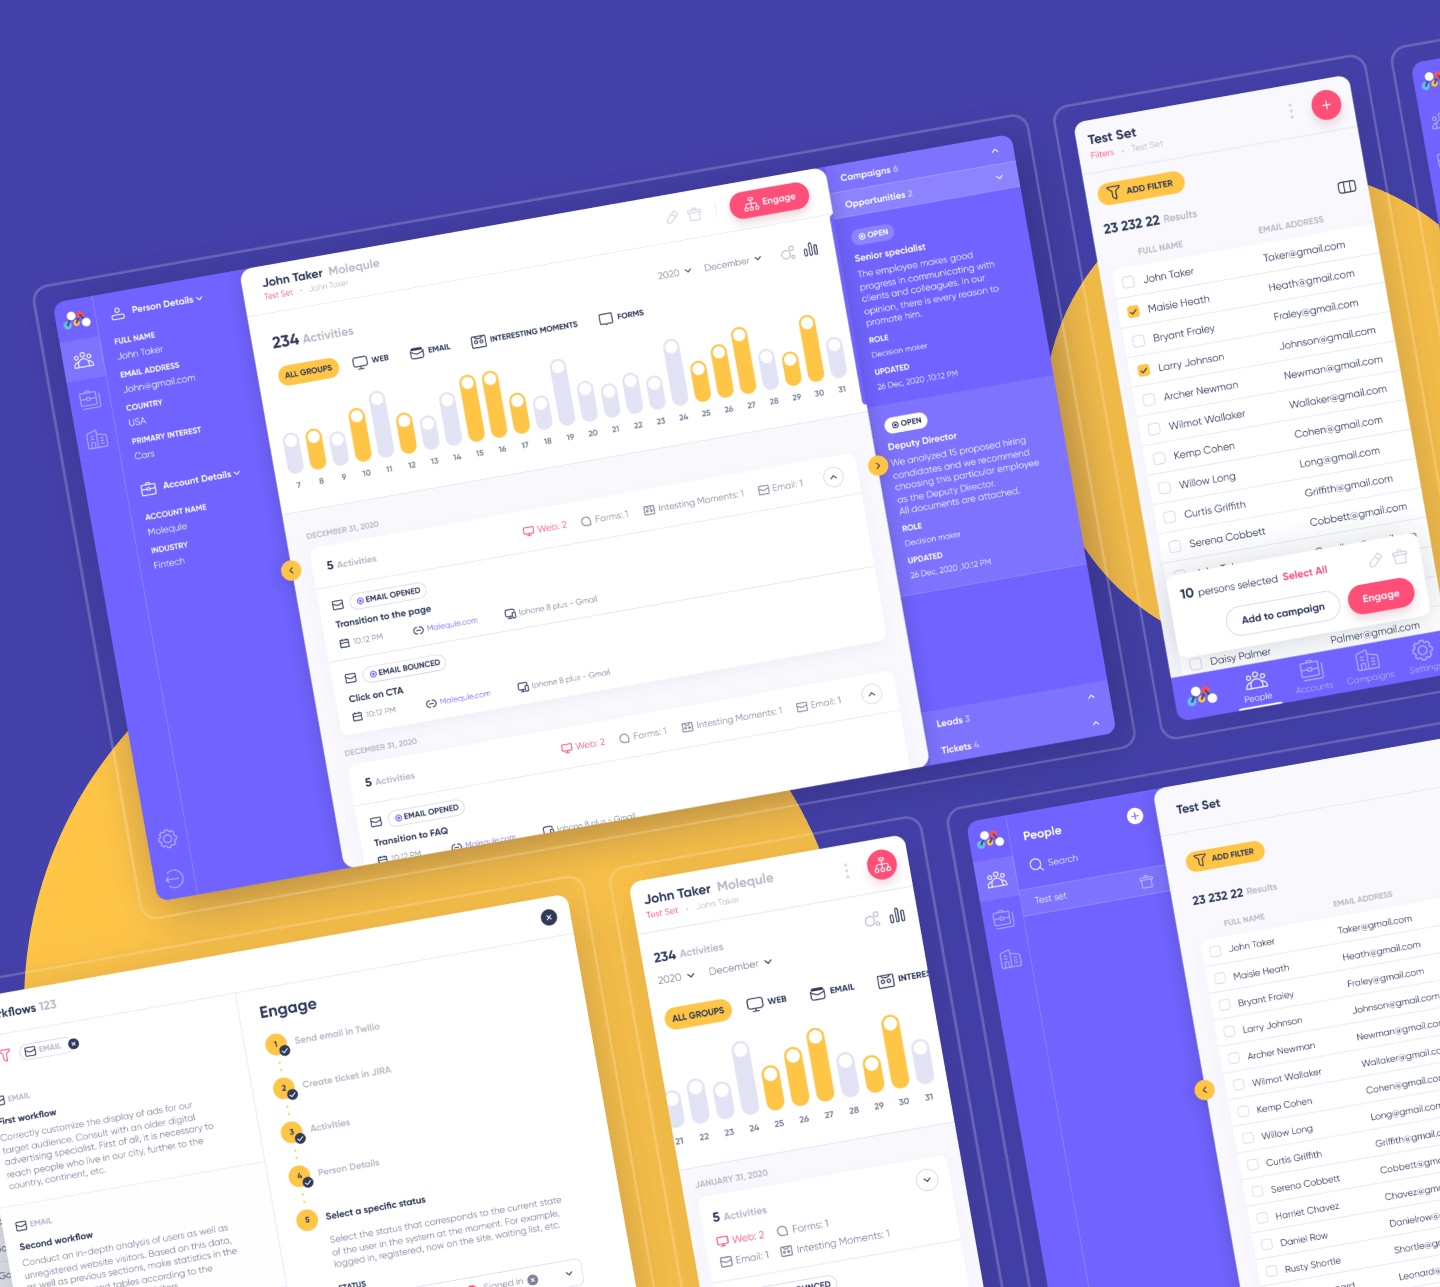 Person Details
FULL NAME
John Taker
EMAIL ADDRESS
John@gmail.com
COUNTRY
USA
PRIMARY INTEREST
Cars
Account Details
ACCOUNT NAME
Molequle
INDUSTRY
Fintech
John Taker Molequle
Test Set • John Taker
Engage
234 Activities
2020 December
ALL GROUPS WEB EMAIL INTERESTING MOMENTS FORMS
7 8 9 10 11 12 13 14 15 16 17 18 19 20 21 22 23 24 25 26 27 28 29 30 31
DECEMBER 31, 2020
5 Activities
Web: 2 Forms: 1 Intesting Moments: 1 Email: 1
EMAIL OPENED
Transition to the page
10:12 PM Malequle.com Iphone 8 plus - Gmail
EMAIL BOUNCED
Click on CTA
10:12 PM Malequle.com Iphone 8 plus - Gmail
DECEMBER 31, 2020
5 Activities
Web: 2 Forms: 1 Intesting Moments: 1 Email: 1
EMAIL OPENED
Transition to FAQ
10:12 PM Malequle.com Iphone 8 plus - Gmail
Campaigns 6
Opportunities 2
OPEN
Senior specialist
The employee makes good
progress in communicating with
clients and colleagues. In our
opinion, there is every reason to
promote him.
ROLE
Decision maker
UPDATED
26 Dec, 2020 ,10:12 PM
OPEN
Deputy Director
We analyzed 15 proposed hiring
candidates and we recommend
choosing this particular employee
as the Deputy Director.
All documents are attached.
ROLE
Decision maker
UPDATED
26 Dec, 2020 ,10:12 PM
Leads 3
Tickets 4
Test Set
Filters • Test Set
ADD FILTER
23 232 22 Results
FULL NAME EMAIL ADDRESS
John Taker Taker@gmail.com
Maisie Heath Heath@gmail.com
Bryant Fraley Fraley@gmail.com
Larry Johnson Johnson@gmail.com
Archer Newman Newman@gmail.com
Wilmot Wallaker Wallaker@gmail.com
Kemp Cohen Cohen@gmail.com
Willow Long Long@gmail.com
Curtis Griffith Griffith@gmail.com
Serena Cobbett Cobbett@gmail.com
10 persons selected Select All
Add to campaign Engage
Daisy Palmer Palmer@gmail.com
People Accounts Campaigns Settings
kflows 123
EMAIL
EMAIL
First workflow
Correctly customize the display of ads for our
target audience. Consult with an older digital
advertising specialist. First of all, it is necessary to
reach people who live in our city, further to the
country, continent, etc.
EMAIL
Second workflow
Conduct an in-depth analysis of users as well as
unregistered website visitors. Based on this data,
as well as previous sections, make statistics in the
and tables according to the
Engage
1 Send email in Twilio
2 Create ticket in JIRA
3 Activities
4 Person Details
5 Select a specific status
Select the status that corresponds to the current state
of the user in the system at the moment. For example,
logged in, registered, now on the site, waiting list, etc.
STATUS
Signed in
John Taker Molequle
Test Set • John Taker
234 Activities
2020 December
ALL GROUPS WEB EMAIL INTERES
21 22 23 24 25 26 27 28 29 30 31
JANUARY 31, 2020
5 Activities
Web: 2 Forms: 1
Email: 1 Intesting Moments: 1
OUNCED
People
Search
Test set
Test Set
ADD FILTER
23 232 22 Results
FULL NAME EMAIL ADDRESS
John Taker Taker@gmail.com
Maisie Heath Heath@gmail.com
Bryant Fraley Fraley@gmail.com
Larry Johnson Johnson@gmail.com
Archer Newman Newman@gmail.com
Wilmot Wallaker Wallaker@gmail.com
Kemp Cohen Cohen@gmail.com
Willow Long Long@gmail.com
Curtis Griffith Griffith@gmail.com
Serena Cobbett Cobbett@gma
Harriet Chavez Chavez@gma
Daniel Row Danielrow@
Rusty Shortle Shortle@gm
Leonard@